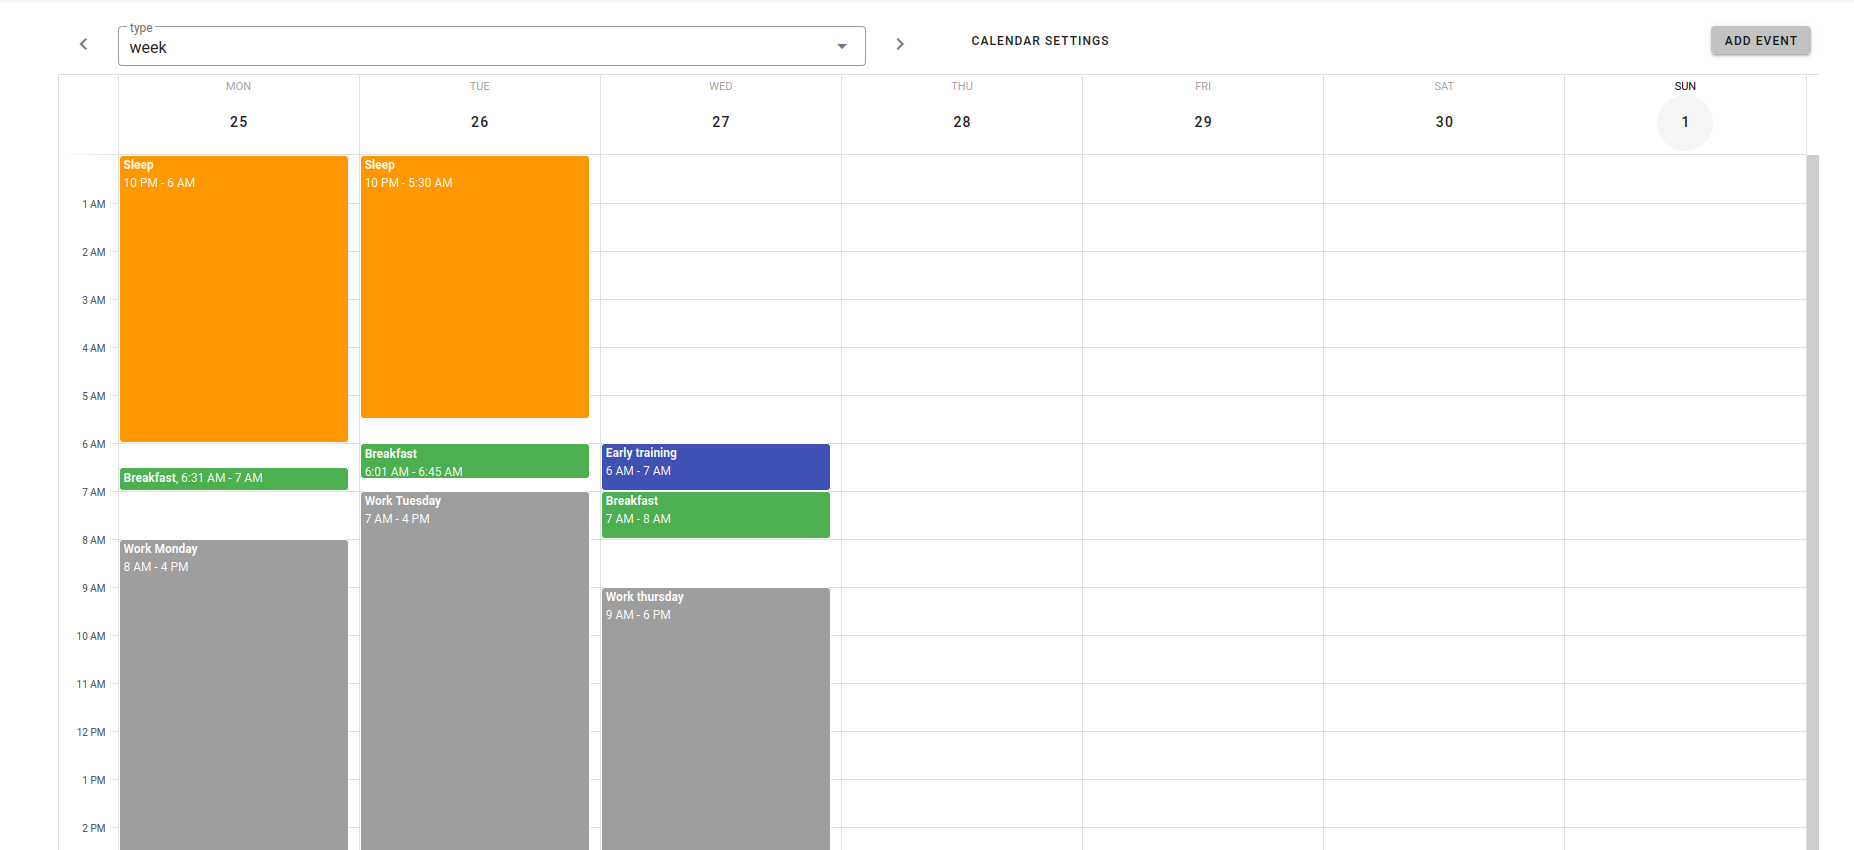 type
week
CALENDAR SETTINGS
ADD EVENT
MON
TUE
WED
THU
FRI
SAT
SUN
25
26
27
28
29
30
1
Sleep
10 PM - 6 AM
Sleep
10 PM - 5:30 AM
1 AM
2 AM
3 AM
4 AM
5 AM
6 AM
Breakfast
6:01 AM - 6:45 AM
Early training
6 AM - 7 AM
Breakfast, 6:31 AM - 7 AM
7 AM
Work Tuesday
7 AM - 4 PM
Breakfast
7 AM - 8 AM
8 AM
Work Monday
8 AM - 4 PM
9 AM
Work thursday
9 AM - 6 PM
10 AM
11 AM
12 PM
1 PM
2 PM